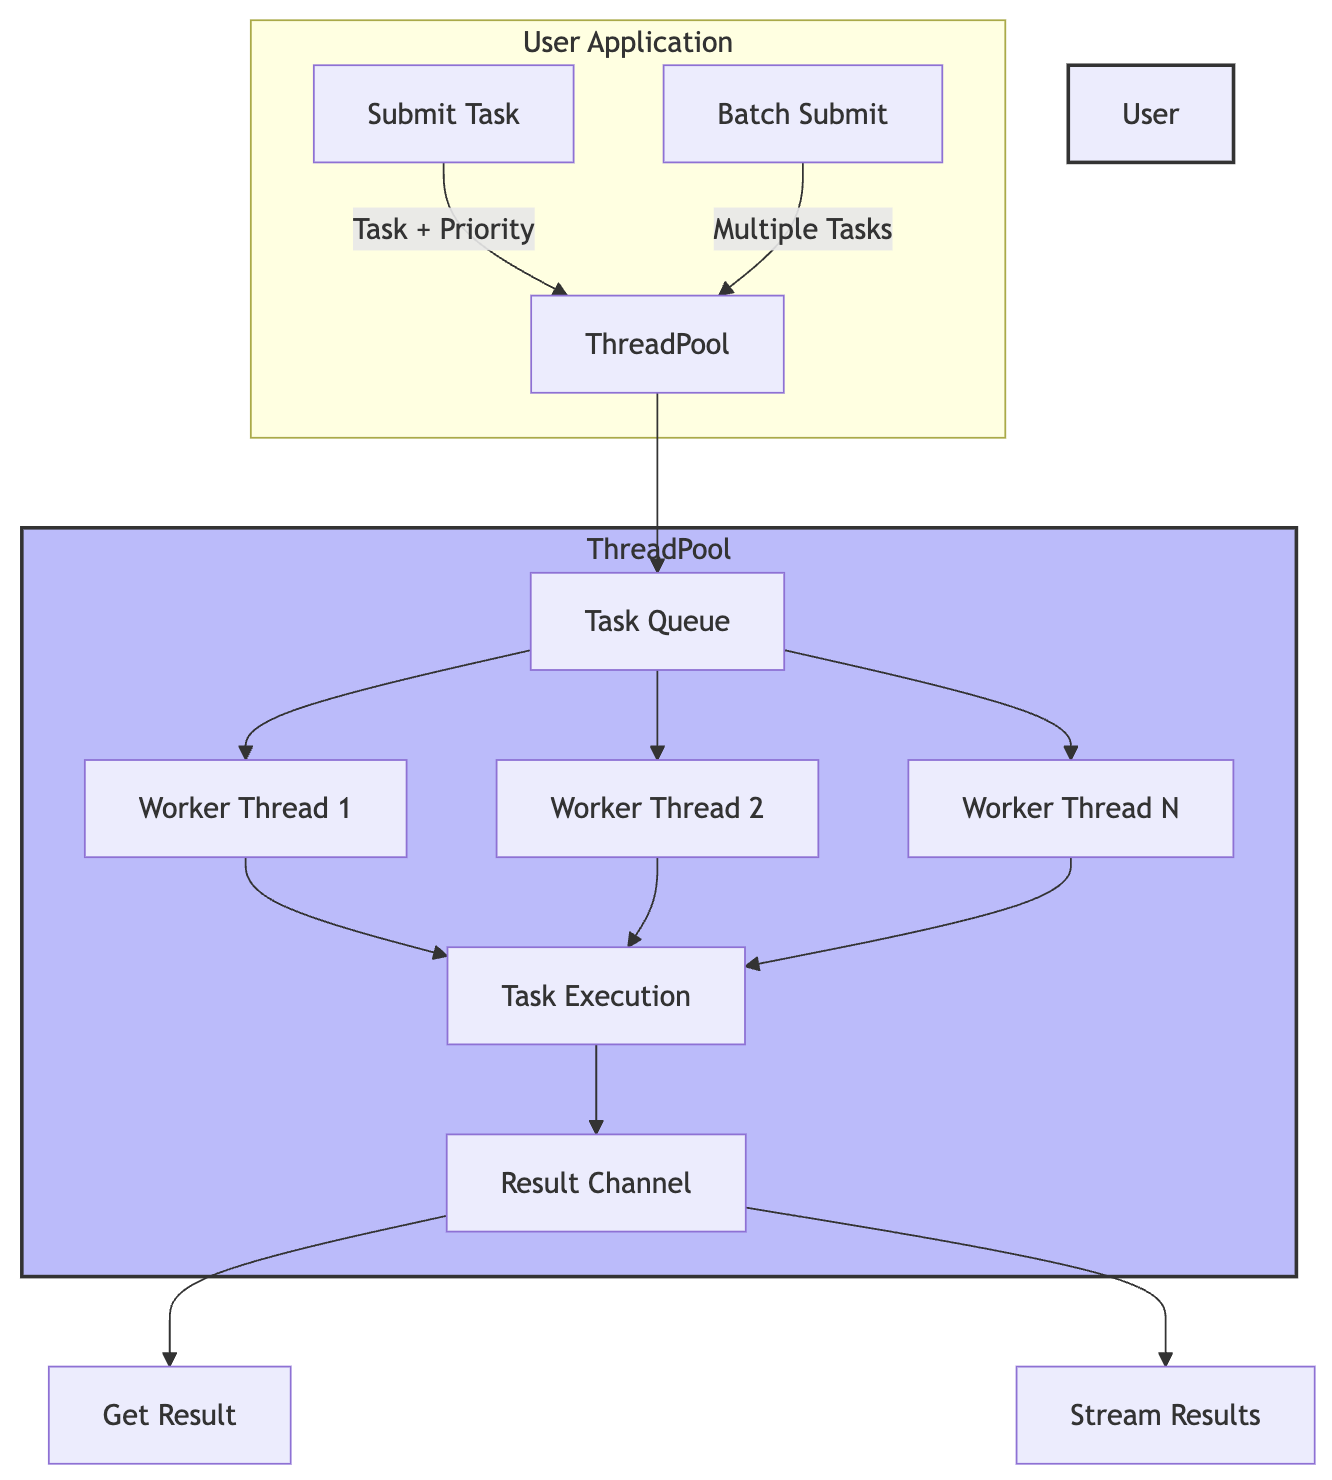 User Application
Submit Task
Batch Submit
User
Task + Priority
Multiple Tasks
ThreadPool
ThreadPool
Task Queue
Worker Thread 1
Worker Thread 2
Worker Thread N
Task Execution
Result Channel
Get Result
Stream Results